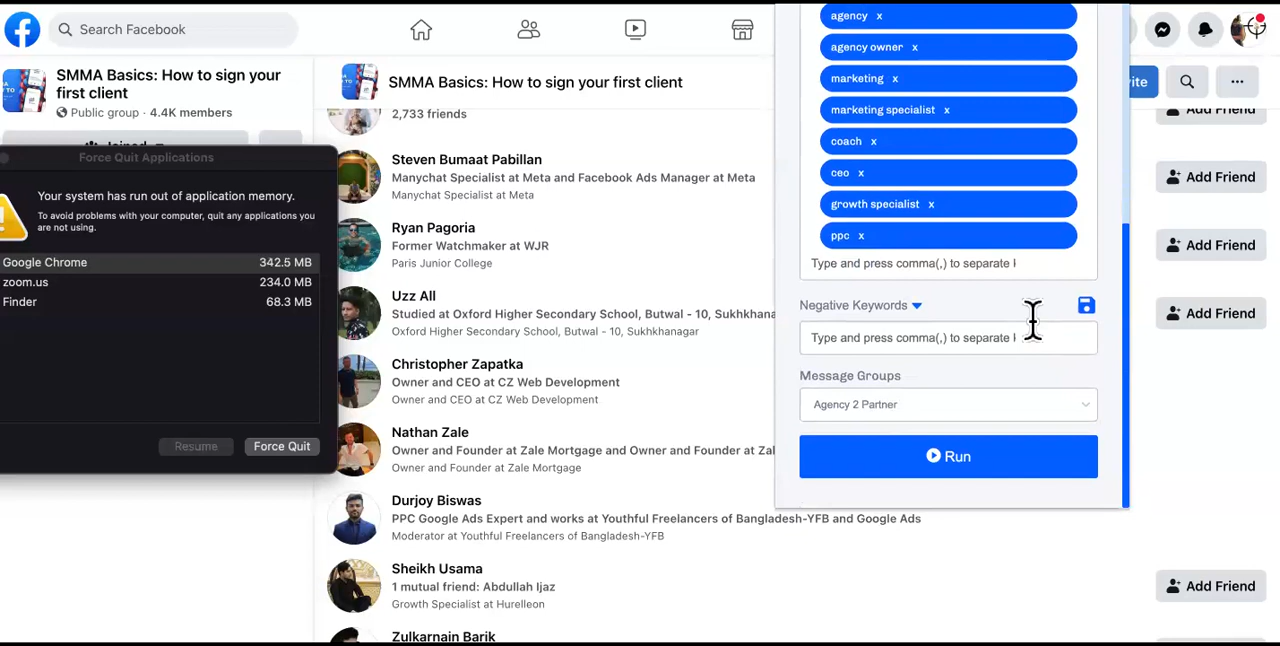 Search Facebook
SMMA Basics: How to sign your
first client
Public group · 4.4K members
Force Quit Applications
Your system has run out of application memory.
To avoid problems with your computer, quit any applications you
are not using.
Google Chrome 342.5 MB
zoom.us 234.0 MB
Finder 68.3 MB
Resume Force Quit
SMMA Basics: How to sign your first client
2,733 friends
Steven Bumaat Pabillan
Manychat Specialist at Meta and Facebook Ads Manager at Meta
Manychat Specialist at Meta
Ryan Pagoria
Former Watchmaker at WJR
Paris Junior College
Uzz All
Studied at Oxford Higher Secondary School, Butwal - 10, Sukhkhana
Oxford Higher Secondary School, Butwal - 10, Sukhkhanagar
Christopher Zapatka
Owner and CEO at CZ Web Development
Owner and CEO at CZ Web Development
Nathan Zale
Owner and Founder at Zale Mortgage and Owner and Founder at Zal
Owner and Founder at Zale Mortgage
Durjoy Biswas
PPC Google Ads Expert and works at Youthful Freelancers of Bangladesh-YFB and Google Ads
Moderator at Youthful Freelancers of Bangladesh-YFB
Sheikh Usama
1 mutual friend: Abdullah Ijaz
Growth Specialist at Hurelleon
Zulkarnain Barik
agency x
agency owner x
marketing x
marketing specialist x
coach x
ceo x
growth specialist x
ppc x
Type and press comma(,) to separate
Negative Keywords
Type and press comma(,) to separate
Message Groups
Agency 2 Partner
Run
vite
Add Friend
Add Friend
Add Friend
Add Friend
Add Friend